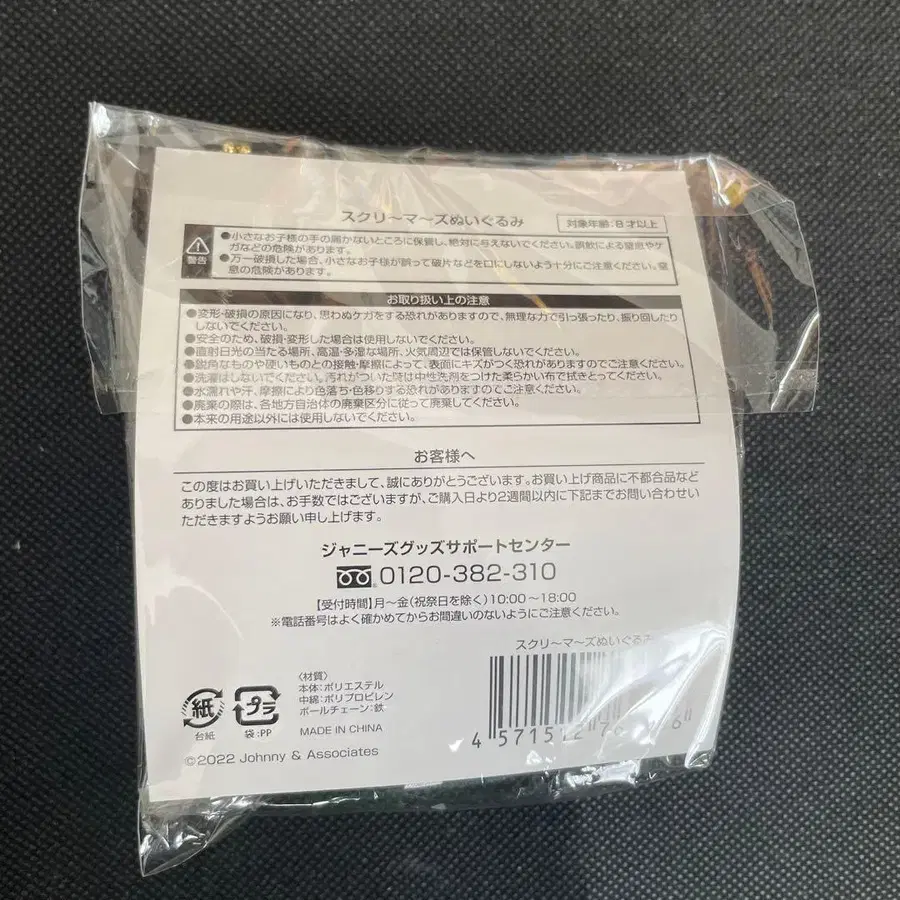 スクリ～マ～ズぬいぐるみ
対象年齢:8才以上
警告
●小さなお子様の手の届かないところに保管し、絶対に与えないでください。誤飲による窒息やケ
ガなどの危険があります。
●万一破損した場合、小さなお子様が誤って破片などを口にしないよう十分にご注意ください。窒
息の危険があります。
お取り扱い上の注意
●変形・破損の原因になり、思わぬケガをする恐れがありますので、無理な力で引っ張ったり、振り回したり
しないでください。
●安全のため、破損・変形した場合は使用しないでください。
●直射日光の当たる場所、高温・多湿な場所、火気周辺では保管しないでください。
●鋭角なものや硬いものとの接触・摩擦によって、表面にキズがつく恐れがありますのでご注意ください。
●洗濯はしないでください。汚れがついた時は中性洗剤をつけた柔らかい布で拭きとってください。
●水濡れや汗、摩擦により色落ち・色移りする恐れがありますのでご注意ください。
●廃棄の際は、各地方自治体の廃棄区分に従って廃棄してください。
●本来の用途以外には使用しないでください。
お客様へ
この度はお買い上げいただきまして、誠にありがとうございます。お買い上げ商品に不都合品など
ありました場合は、お手数ではございますが、ご購入日より2週間以内に下記までお問い合わせい
ただきますようお願い申し上げます。
ジャニーズグッズサポートセンター
0120-382-310
【受付時間】月～金(祝祭日を除く)10:00～18:00
※電話番号はよく確かめてからお間違いのないようにご注意ください。
スクリ～マ～ズぬいぐるみ
紙
台紙
プラ
袋:PP
〈材質〉
本体:ポリエステル
中綿:ポリプロピレン
ボールチェーン:鉄
MADE IN CHINA
4 5715
©2022 Johnny & Associates